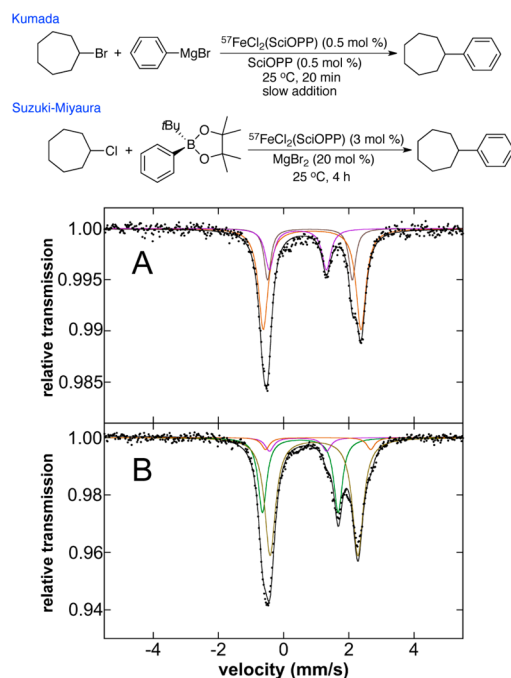 Kumada
Br + MgBr
⁵⁷FeCl₂(SciOPP) (0.5 mol %)
SciOPP (0.5 mol %)
25 °C, 20 min
slow addition
Suzuki-Miyaura
Cl + tBu B O O
⁵⁷FeCl₂(SciOPP) (3 mol %)
MgBr₂ (20 mol %)
25 °C, 4 h
A
relative transmission
1.00
0.995
0.99
0.985
B
relative transmission
1.00
0.98
0.96
0.94
-4 -2 0 2 4
velocity (mm/s)